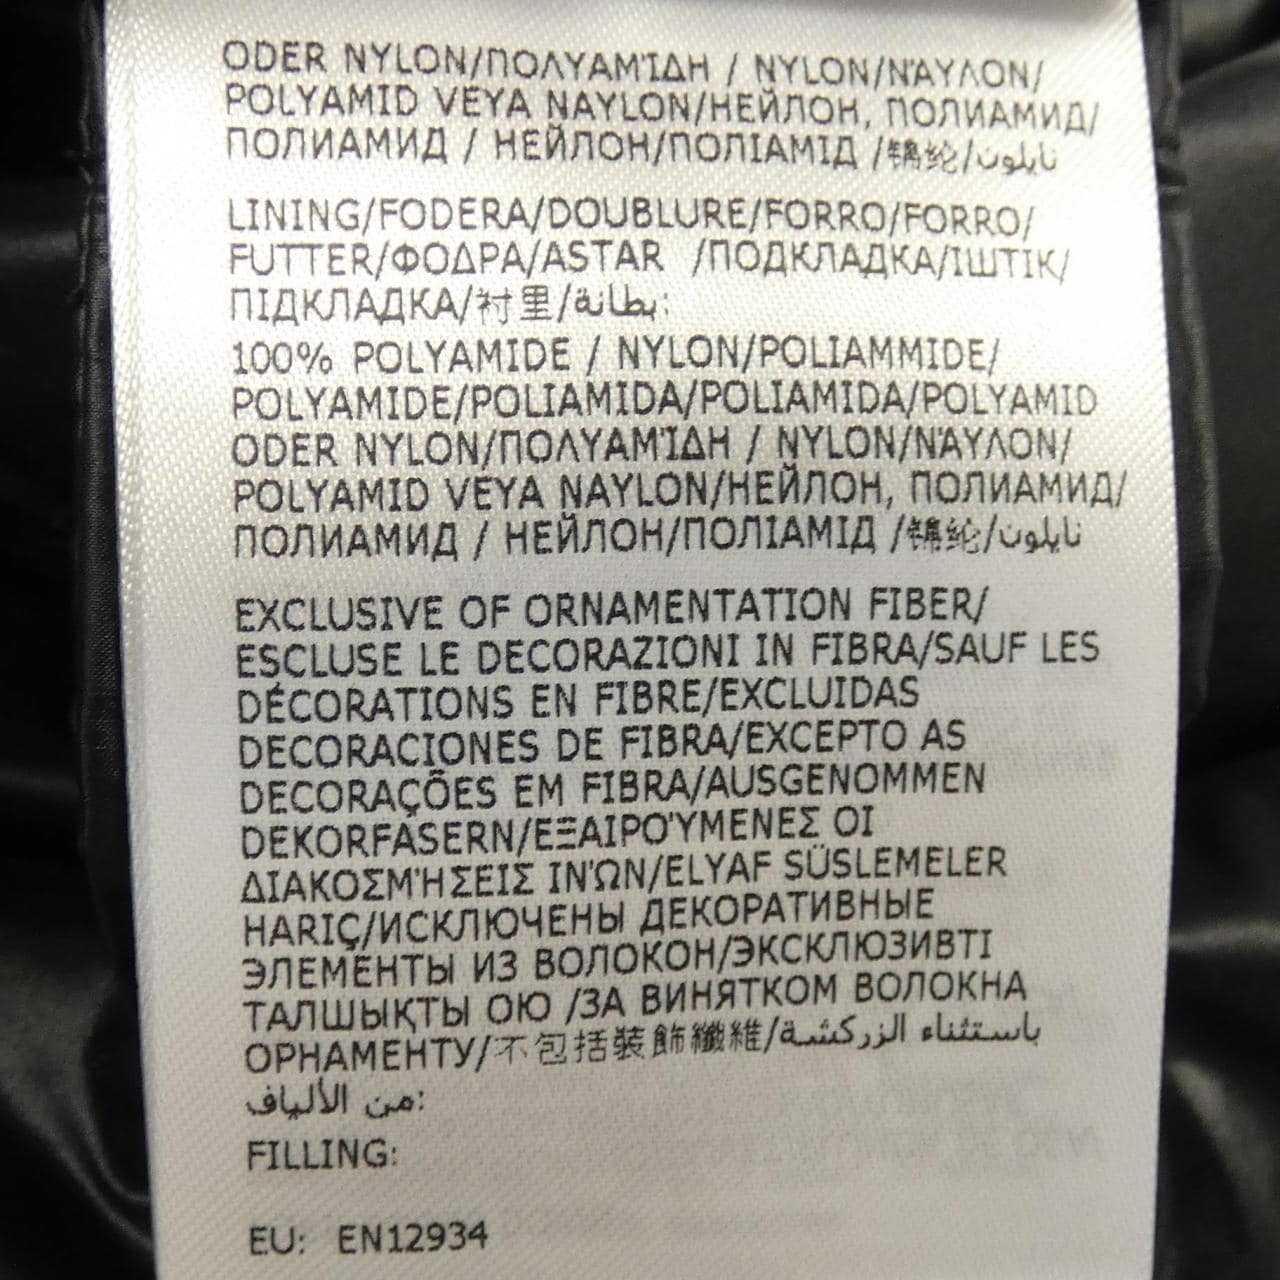 ODER NYLON/ΠΟΛΥΑΜΊΔΗ / NYLON/ΝΆΥΛΟΝ/
POLYAMID VEYA NAYLON/НЕЙЛОН, ПОЛИАМИД/
ПОЛИАМИД / НЕЙЛОН/ПОЛІАМІД /锦纶/نايلون
LINING/FODERA/DOUBLURE/FORRO/FORRO/
FUTTER/ΦΟΔΡΑ/ASTAR /ПОДКЛАДКА/ІШТІК/
ПІДКЛАДКА/衬里/بطانة:
100% POLYAMIDE / NYLON/POLIAMMIDE/
POLYAMIDE/POLIAMIDA/POLIAMIDA/POLYAMID
ODER NYLON/ΠΟΛΥΑΜΊΔΗ / NYLON/ΝΆΥΛΟΝ/
POLYAMID VEYA NAYLON/НЕЙЛОН, ПОЛИАМИД/
ПОЛИАМИД / НЕЙЛОН/ПОЛІАМІД /锦纶/نايلون
EXCLUSIVE OF ORNAMENTATION FIBER/
ESCLUSE LE DECORAZIONI IN FIBRA/SAUF LES
DÉCORATIONS EN FIBRE/EXCLUIDAS
DECORACIONES DE FIBRA/EXCEPTO AS
DECORAÇÕES EM FIBRA/AUSGENOMMEN
DEKORFASERN/ΕΞΑΙΡΟΎΜΕΝΕΣ ΟΙ
ΔΙΑΚΟΣΜΉΣΕΙΣ ΙΝΏΝ/ELYAF SÜSLEMELER
HARIÇ/ИСКЛЮЧЕНЫ ДЕКОРАТИВНЫЕ
ЭЛЕМЕНТЫ ИЗ ВОЛОКОН/ЭКСКЛЮЗИВТІ
ТАЛШЫҚТЫ ОЮ /ЗА ВИНЯТКОМ ВОЛОКНА
ОРНАМЕНТУ/不包括裝飾纖維/باستثناء الزركشة
من الألياف:
FILLING:
EU: EN12934